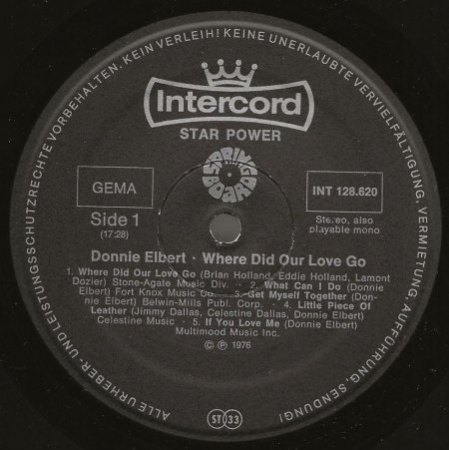 ALLE URHEBER- UND LEISTUNGSSCHUTZRECHTE VORBEHALTEN. KEIN VERLEIH! KEINE UNERLAUBTE VERVIELFÄLTIGUNG, VERMIETUNG, AUFFÜHRUNG, SENDUNG!
Intercord
STAR POWER
SPRING BOARD
GEMA
INT 128.620
Side 1
(17:28)
Stereo, also
playable mono
Donnie Elbert · Where Did Our Love Go
1. Where Did Our Love Go (Brian Holland, Eddie Holland, Lamont
Dozier) Stone-Agate Music Div. · 2. What Can I Do (Donnie
Elbert) Fort Knox Music Co. · 3. Get Myself Together (Don-
nie Elbert) Belwin-Mills Publ. Corp. · 4. Little Piece Of
Leather (Jimmy Dallas, Celestine Dallas, Donnie Elbert)
Celestine Music · 5. If You Love Me (Donnie Elbert)
Multimood Music Inc.
© ℗ 1976
ST 33